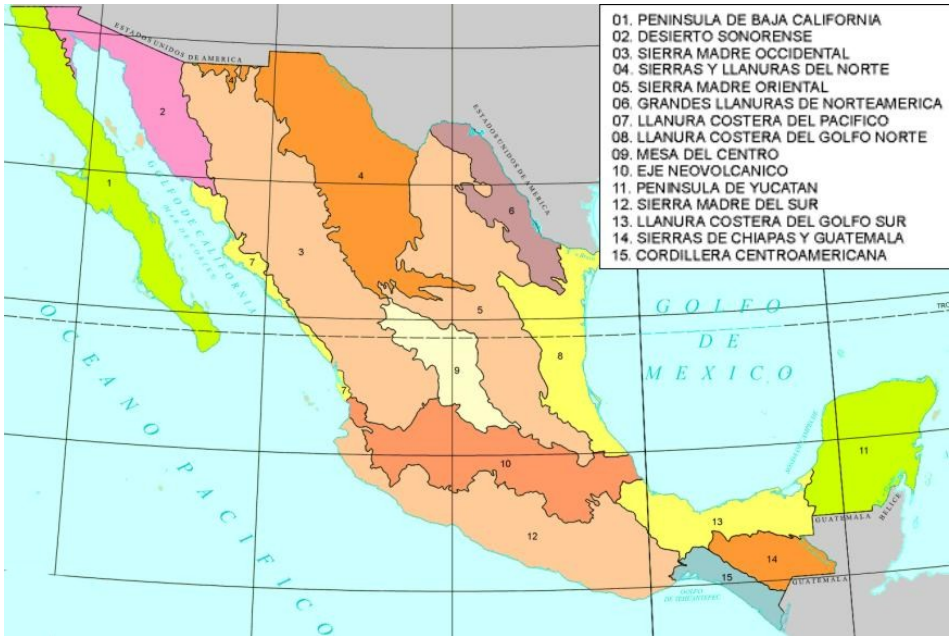 01. PENINSULA DE BAJA CALIFORNIA
02. DESIERTO SONORENSE
03. SIERRA MADRE OCCIDENTAL
04. SIERRAS Y LLANURAS DEL NORTE
05. SIERRA MADRE ORIENTAL
06. GRANDES LLANURAS DE NORTEAMERICA
07. LLANURA COSTERA DEL PACIFICO
08. LLANURA COSTERA DEL GOLFO NORTE
09. MESA DEL CENTRO
10. EJE NEOVOLCANICO
11. PENINSULA DE YUCATAN
12. SIERRA MADRE DEL SUR
13. LLANURA COSTERA DEL GOLFO SUR
14. SIERRAS DE CHIAPAS Y GUATEMALA
15. CORDILLERA CENTROAMERICANA
ESTADOS UNIDOS DE AMERICA
ESTADOS UNIDOS DE AMERICA
4
2
1
4
6
3
7
5
8
9
7
10
11
12
13
14
15
GOLFO DE CALIFORNIA
GOLFO
DE
MEXICO
TRO
OCEANO PACIFICO
GUATEMALA
BELICE
GUATEMALA
GOLFO
DE TEHUANTEPEC